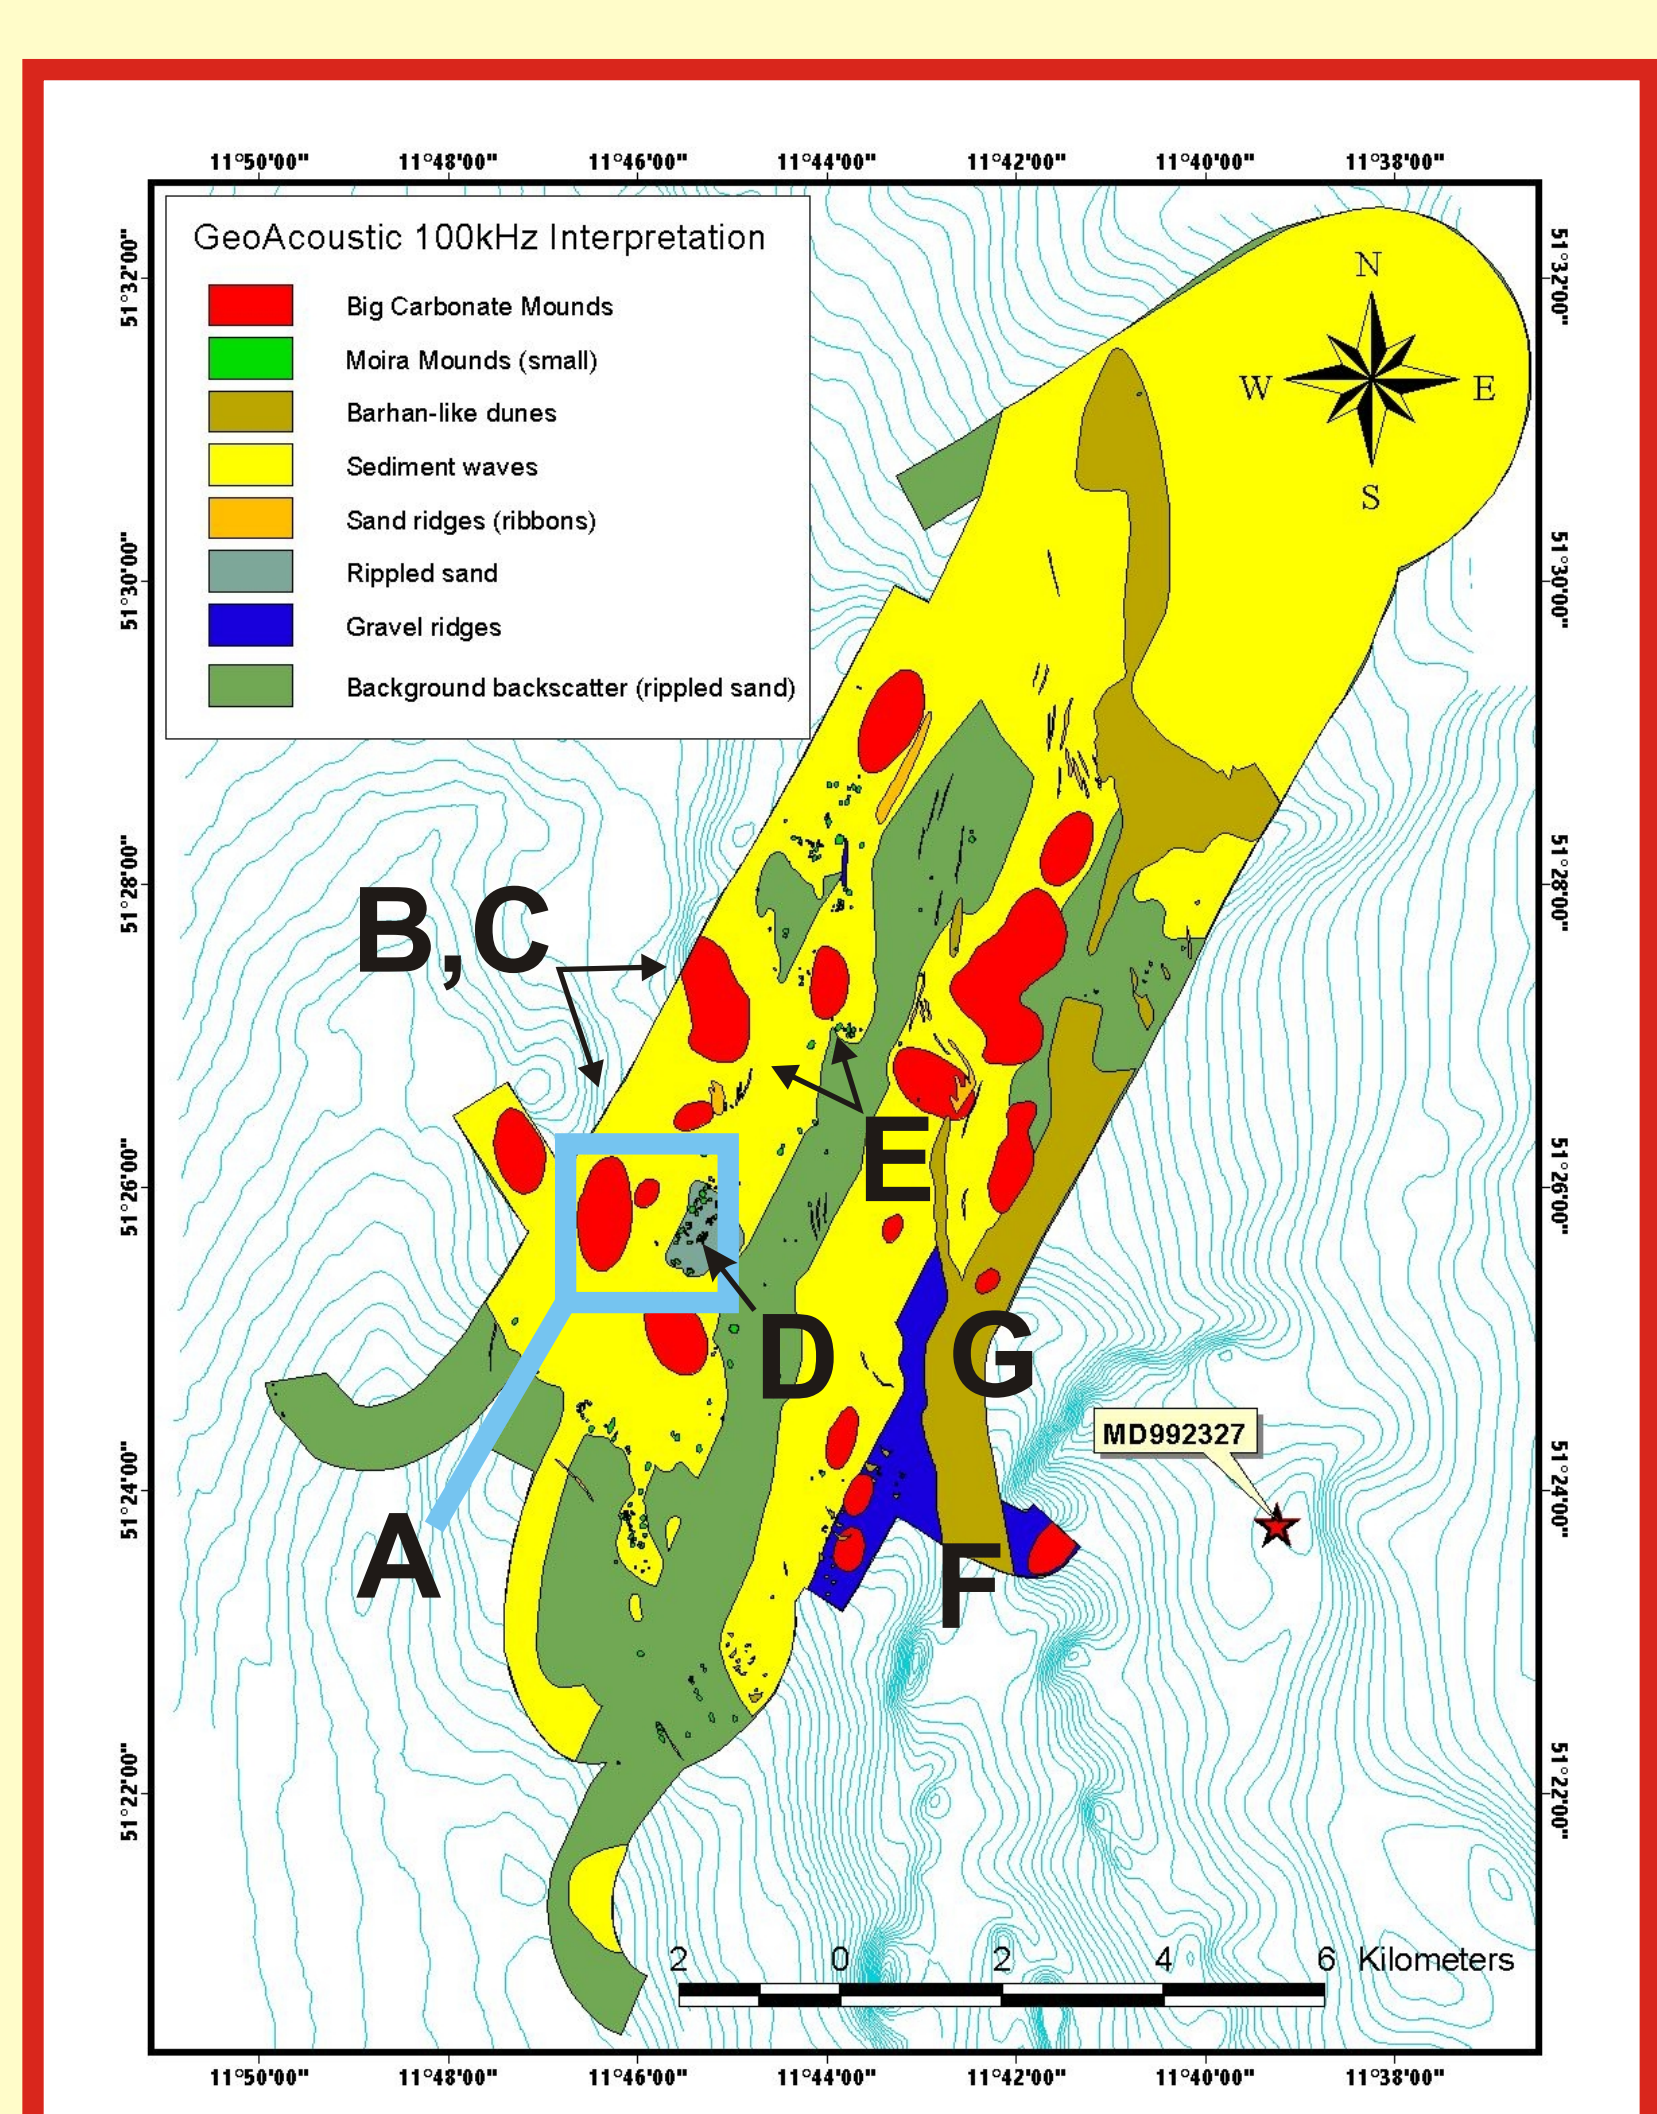 11°50'00" 11°48'00" 11°46'00" 11°44'00" 11°42'00" 11°40'00" 11°38'00"
GeoAcoustic 100kHz Interpretation
Big Carbonate Mounds
Moira Mounds (small)
Barhan-like dunes
Sediment waves
Sand ridges (ribbons)
Rippled sand
Gravel ridges
Background backscatter (rippled sand)
N
W E
S
51°32'00" 51°32'00"
51°30'00" 51°30'00"
51°28'00" 51°28'00"
B,C
E
51°26'00" 51°26'00"
D
G
MD992327
51°24'00" 51°24'00"
A
F
51°22'00" 51°22'00"
2 0 2 4 6 Kilometers
11°50'00" 11°48'00" 11°46'00" 11°44'00" 11°42'00" 11°40'00" 11°38'00"